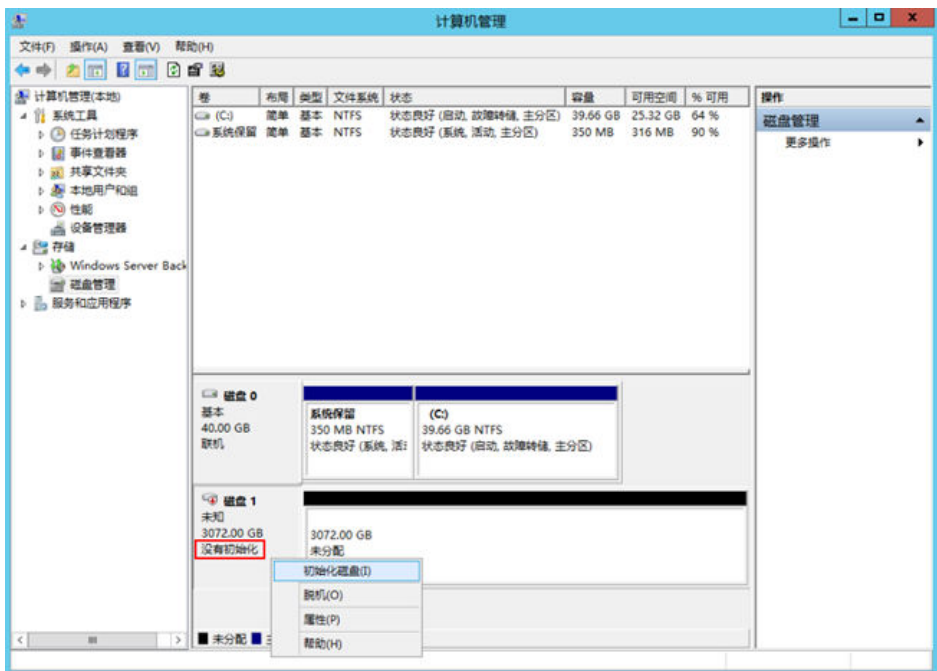 计算机管理
文件(F) 操作(A) 查看(V) 帮助(H)
计算机管理(本地)
系统工具
任务计划程序
事件查看器
共享文件夹
本地用户和组
性能
设备管理器
存储
Windows Server Back
磁盘管理
服务和应用程序
卷 布局 类型 文件系统 状态 容量 可用空间 % 可用
(C:) 简单 基本 NTFS 状态良好 (启动, 故障转储, 主分区) 39.66 GB 25.32 GB 64 %
系统保留 简单 基本 NTFS 状态良好 (系统, 活动, 主分区) 350 MB 316 MB 90 %
操作
磁盘管理
更多操作
磁盘 0
基本
40.00 GB
联机
系统保留
350 MB NTFS
状态良好 (系统, 活
(C:)
39.66 GB NTFS
状态良好 (启动, 故障转储, 主分区)
磁盘 1
未知
3072.00 GB
没有初始化
3072.00 GB
未分配
初始化磁盘(I)
脱机(O)
属性(P)
帮助(H)
未分配